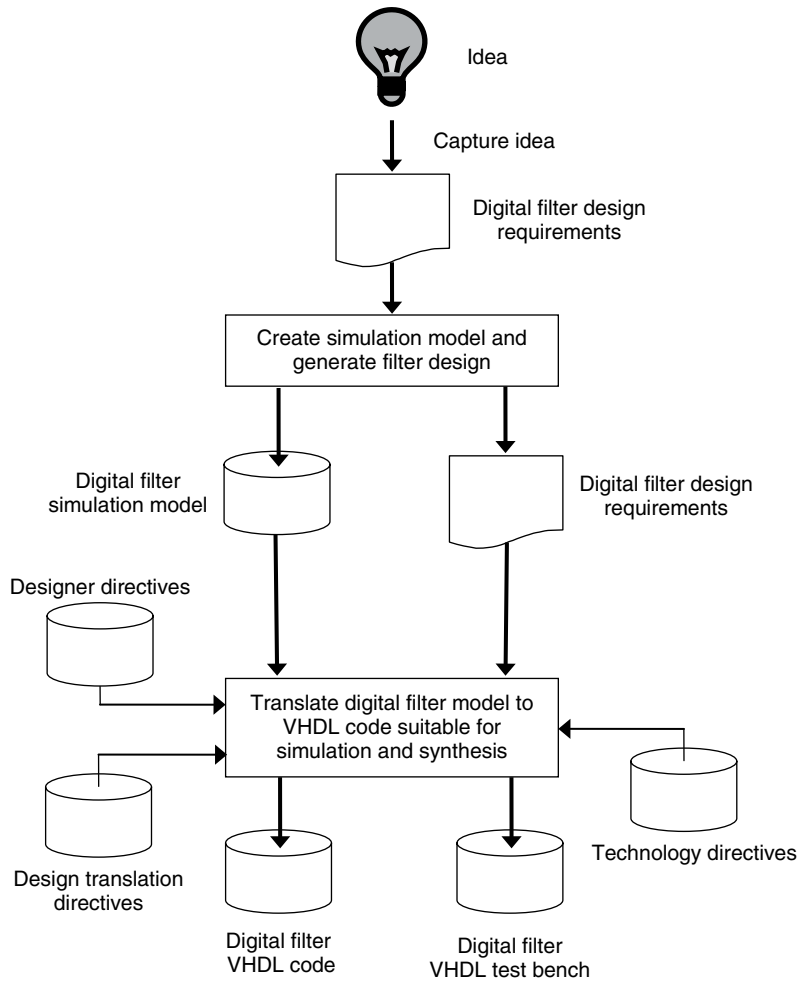 Idea
Capture idea
Digital filter design
requirements
Create simulation model and
generate filter design
Digital filter
simulation model
Digital filter design
requirements
Designer directives
Translate digital filter model to
VHDL code suitable for
simulation and synthesis
Technology directives
Design translation
directives
Digital filter
VHDL code
Digital filter
VHDL test bench